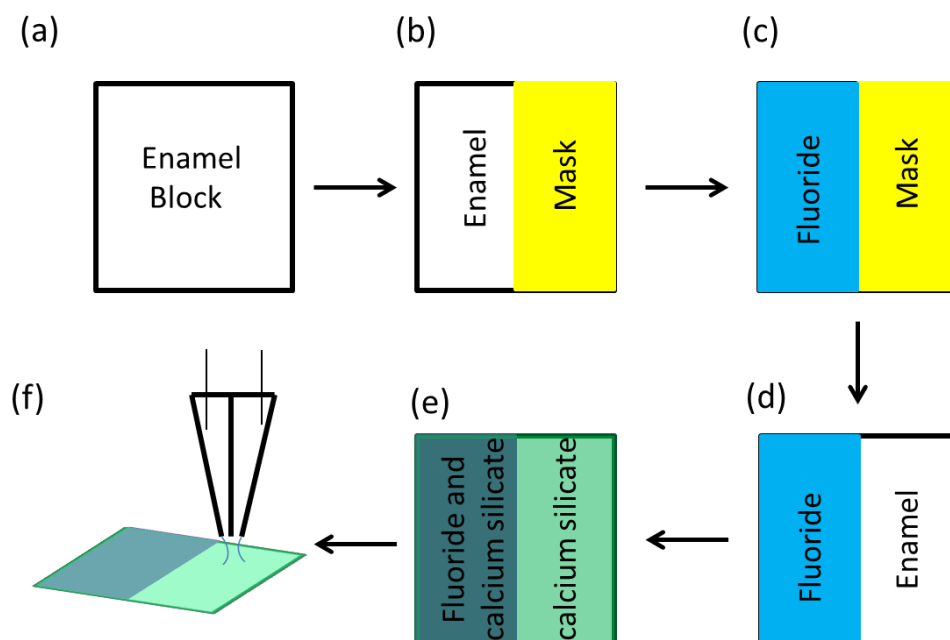 (a)
Enamel
Block
(b)
Enamel
Mask
(c)
Fluoride
Mask
(d)
Fluoride
Enamel
(e)
Fluoride and
calcium silicate
calcium silicate
(f)